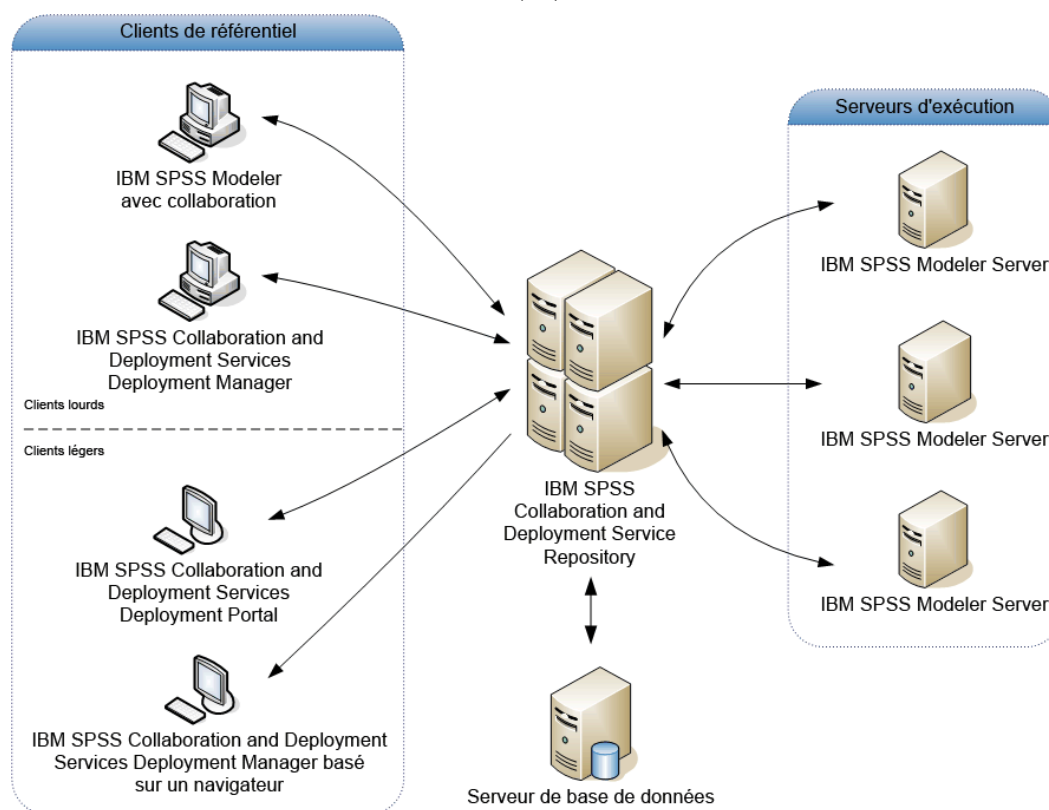 Clients de référentiel
IBM SPSS Modeler
avec collaboration
IBM SPSS Collaboration and
Deployment Services
Deployment Manager
Clients lourds
Clients légers
IBM SPSS Collaboration and
Deployment Services
Deployment Portal
IBM SPSS Collaboration and Deployment
Services Deployment Manager basé
sur un navigateur
IBM SPSS
Collaboration and
Deployment Service
Repository
Serveur de base de données
Serveurs d'exécution
IBM SPSS Modeler Server
IBM SPSS Modeler Server
IBM SPSS Modeler Server